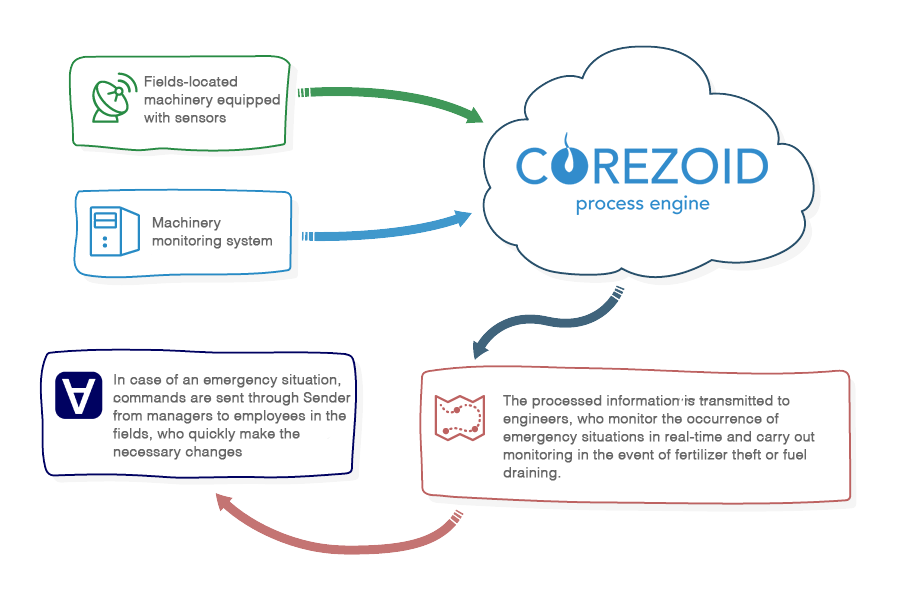 Fields-located
machinery equipped
with sensors
COREZOID
process engine
Machinery
monitoring system
In case of an emergency situation,
commands are sent through Sender
from managers to employees in the
fields, who quickly make the
necessary changes
The processed information is transmitted to
engineers, who monitor the occurrence of
emergency situations in real-time and carry out
monitoring in the event of fertilizer theft or fuel
draining.